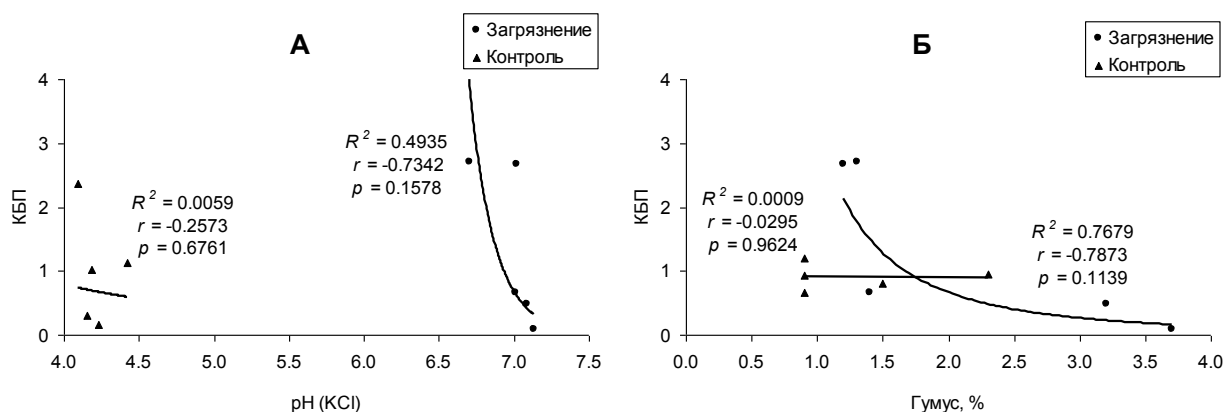 А
● Загрязнение
▲ Контроль
4
3
2
1
0
КБП
R² = 0.0059
r = -0.2573
p = 0.6761
R² = 0.4935
r = -0.7342
p = 0.1578
4.0 4.5 5.0 5.5 6.0 6.5 7.0 7.5
pH (KCl)
Б
● Загрязнение
▲ Контроль
4
3
2
1
0
КБП
R² = 0.0009
r = -0.0295
p = 0.9624
R² = 0.7679
r = -0.7873
p = 0.1139
0.0 0.5 1.0 1.5 2.0 2.5 3.0 3.5 4.0
Гумус, %